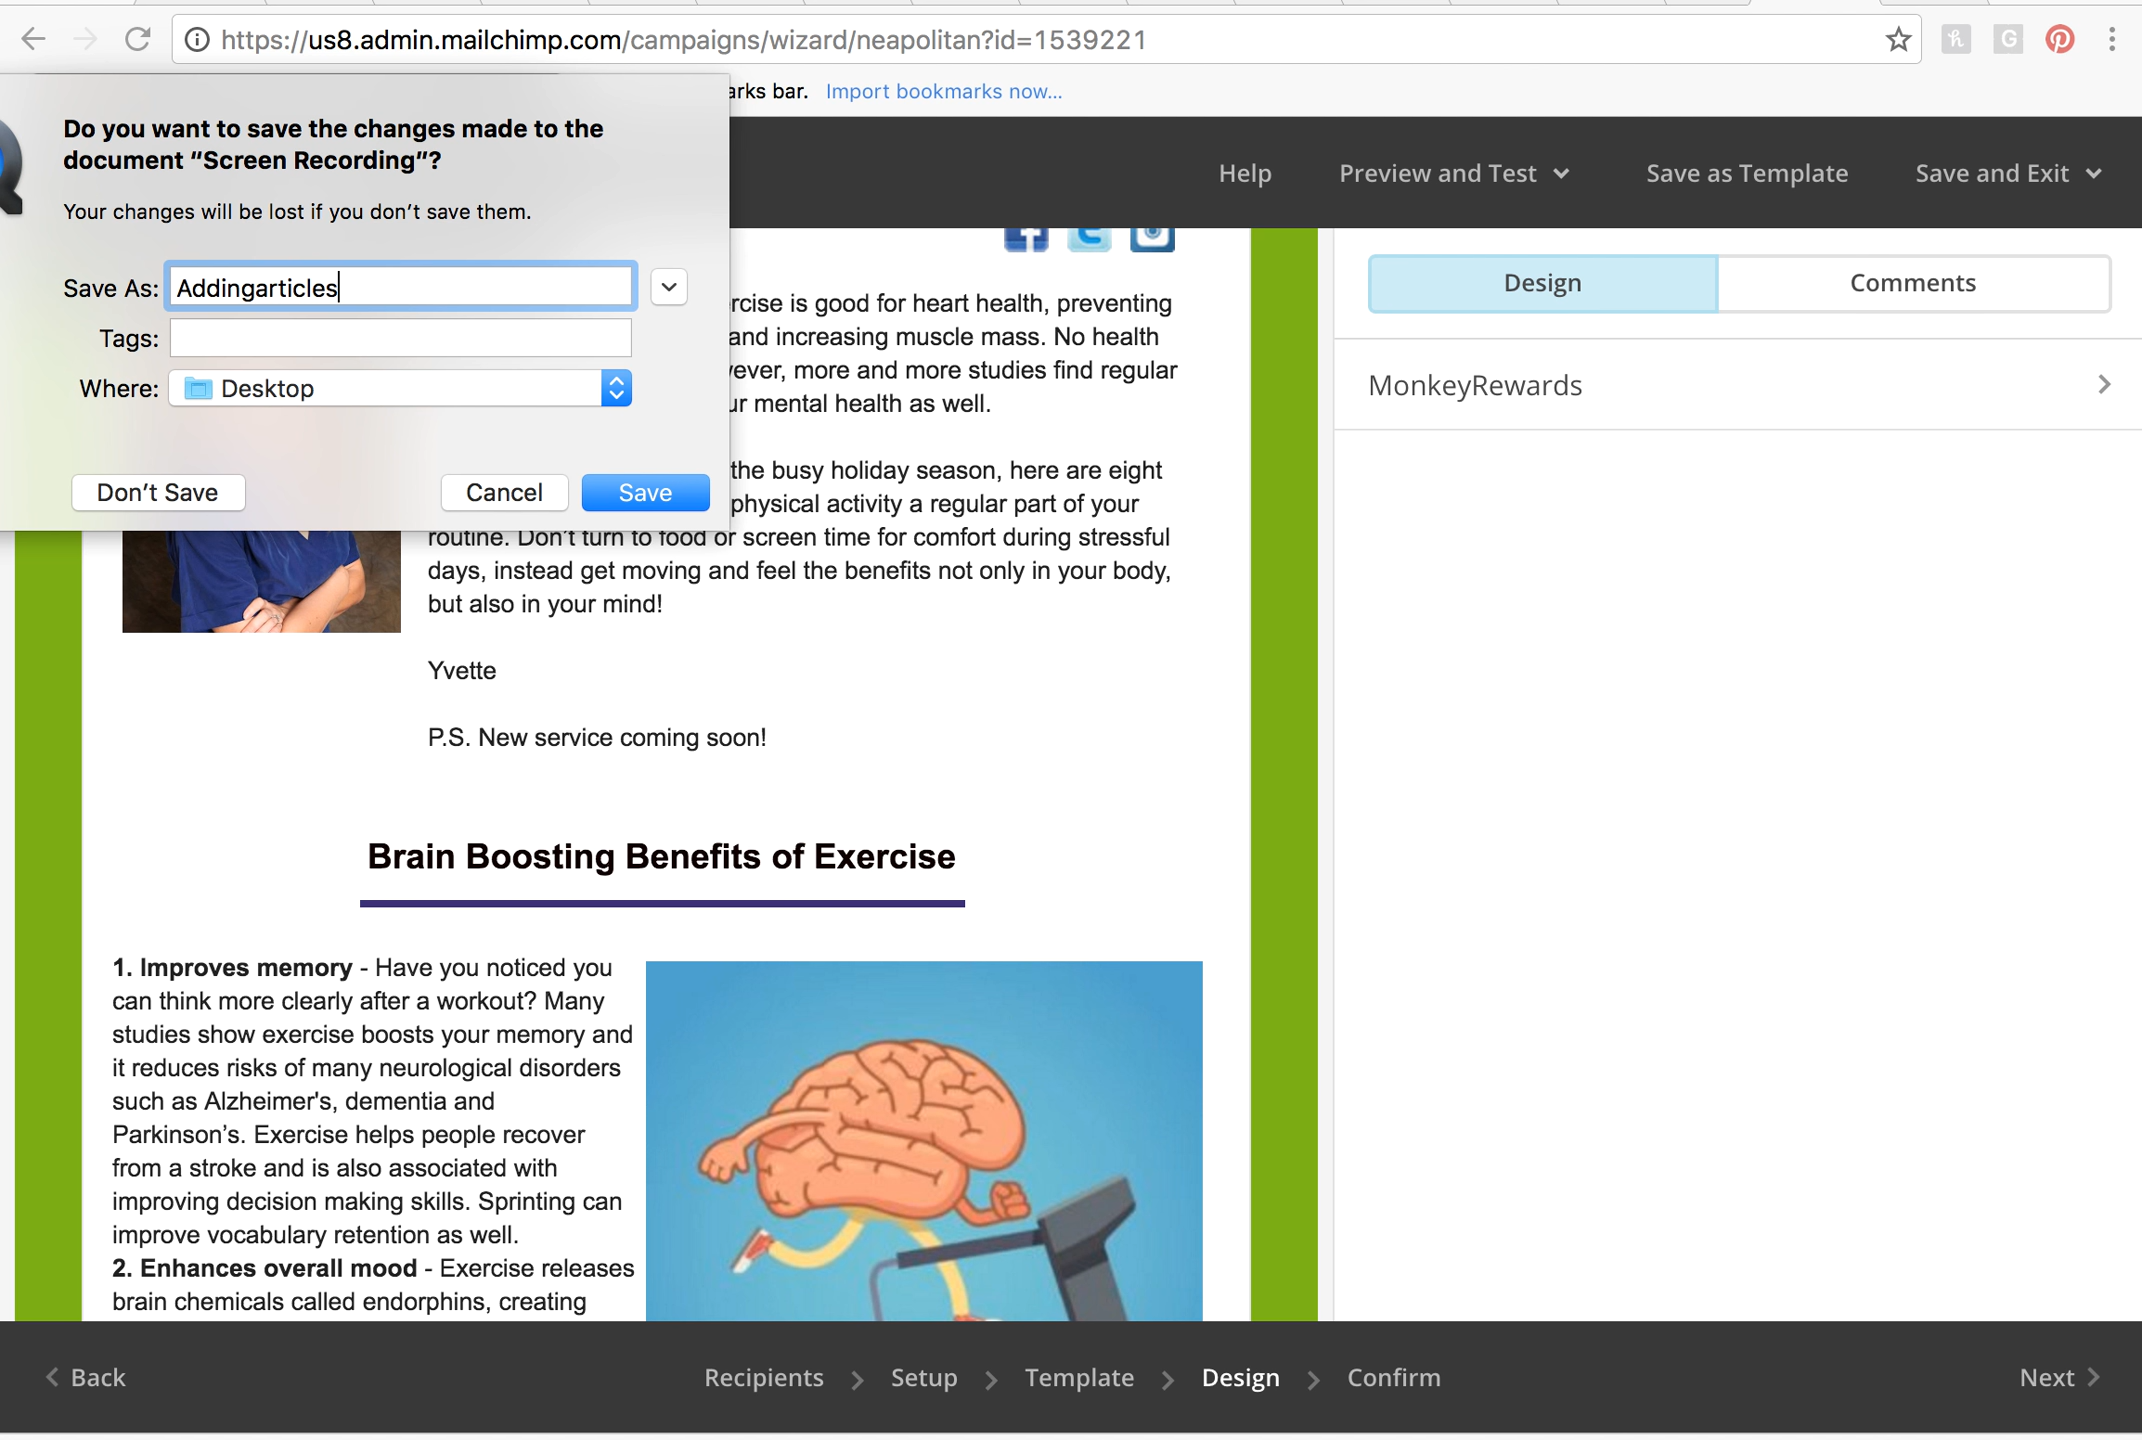 https://us8.admin.mailchimp.com/campaigns/wizard/neapolitan?id=1539221
arks bar. Import bookmarks now...
Do you want to save the changes made to the
document “Screen Recording”?
Your changes will be lost if you don’t save them.
Save As: Addingarticles
Tags:
Where: Desktop
Don’t Save Cancel Save
Help Preview and Test Save as Template Save and Exit
Design Comments
MonkeyRewards
rcise is good for heart health, preventing
and increasing muscle mass. No health
ever, more and more studies find regular
ur mental health as well.
the busy holiday season, here are eight
physical activity a regular part of your
routine. Don’t turn to food or screen time for comfort during stressful
days, instead get moving and feel the benefits not only in your body,
but also in your mind!
Yvette
P.S. New service coming soon!
Brain Boosting Benefits of Exercise
1. Improves memory - Have you noticed you
can think more clearly after a workout? Many
studies show exercise boosts your memory and
it reduces risks of many neurological disorders
such as Alzheimer's, dementia and
Parkinson’s. Exercise helps people recover
from a stroke and is also associated with
improving decision making skills. Sprinting can
improve vocabulary retention as well.
2. Enhances overall mood - Exercise releases
brain chemicals called endorphins, creating
Back Recipients Setup Template Design Confirm Next